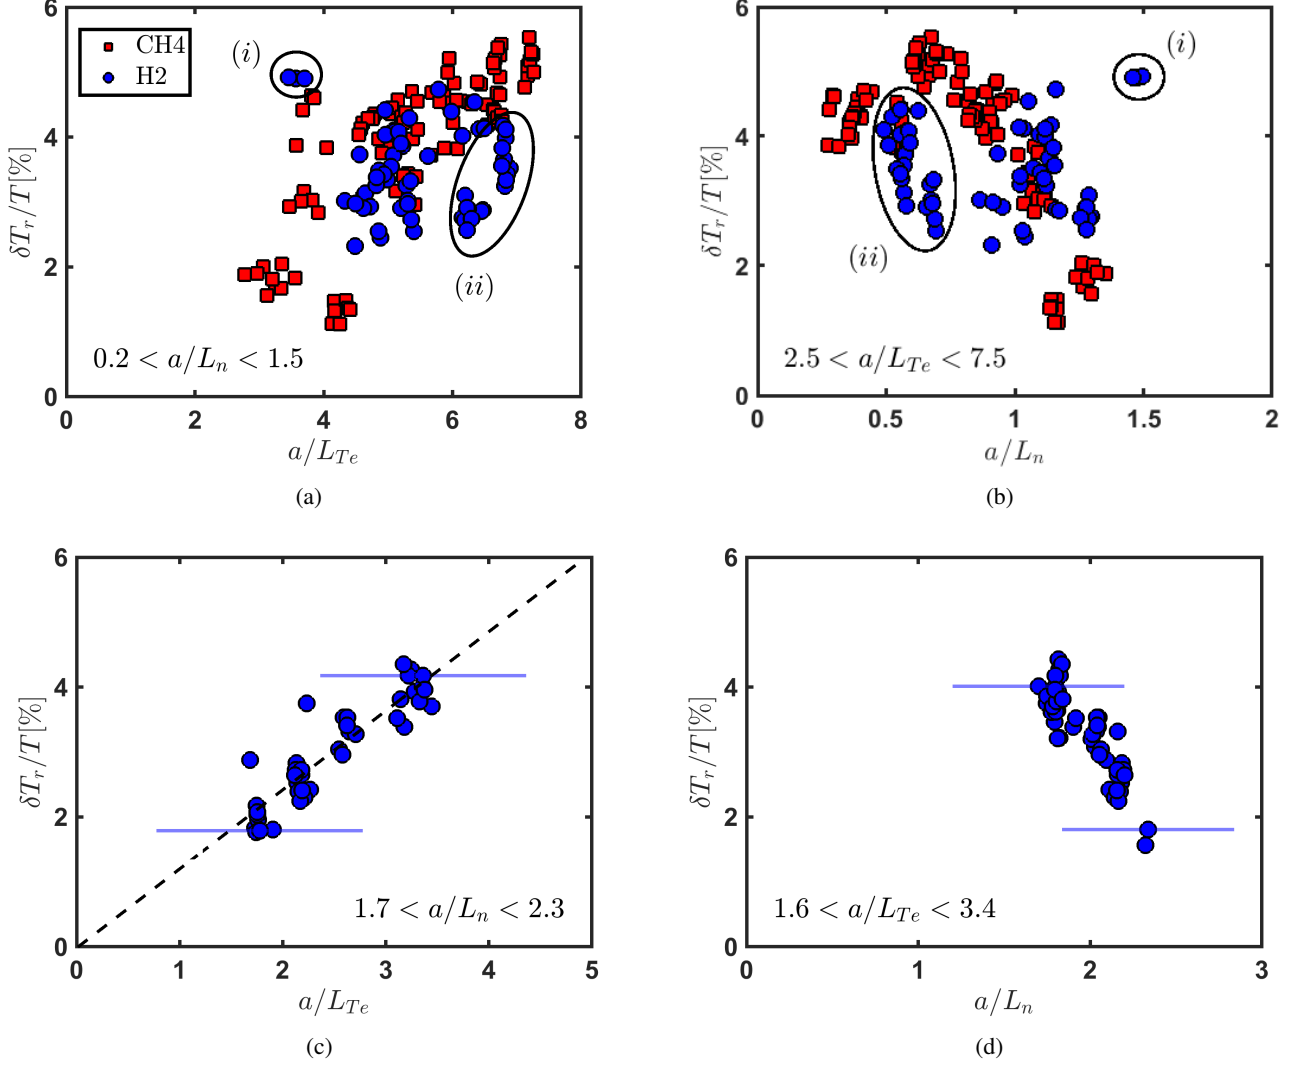 6
4
2
0
δT_r/T[%]
CH4
H2
(i)
(ii)
0.2 < a/L_n < 1.5
0 2 4 6 8
a/L_Te
(a)
6
4
2
0
δT_r/T[%]
(i)
(ii)
2.5 < a/L_Te < 7.5
0 0.5 1 1.5 2
a/L_n
(b)
6
4
2
0
δT_r/T[%]
1.7 < a/L_n < 2.3
0 1 2 3 4 5
a/L_Te
(c)
6
4
2
0
δT_r/T[%]
1.6 < a/L_Te < 3.4
0 1 2 3
a/L_n
(d)